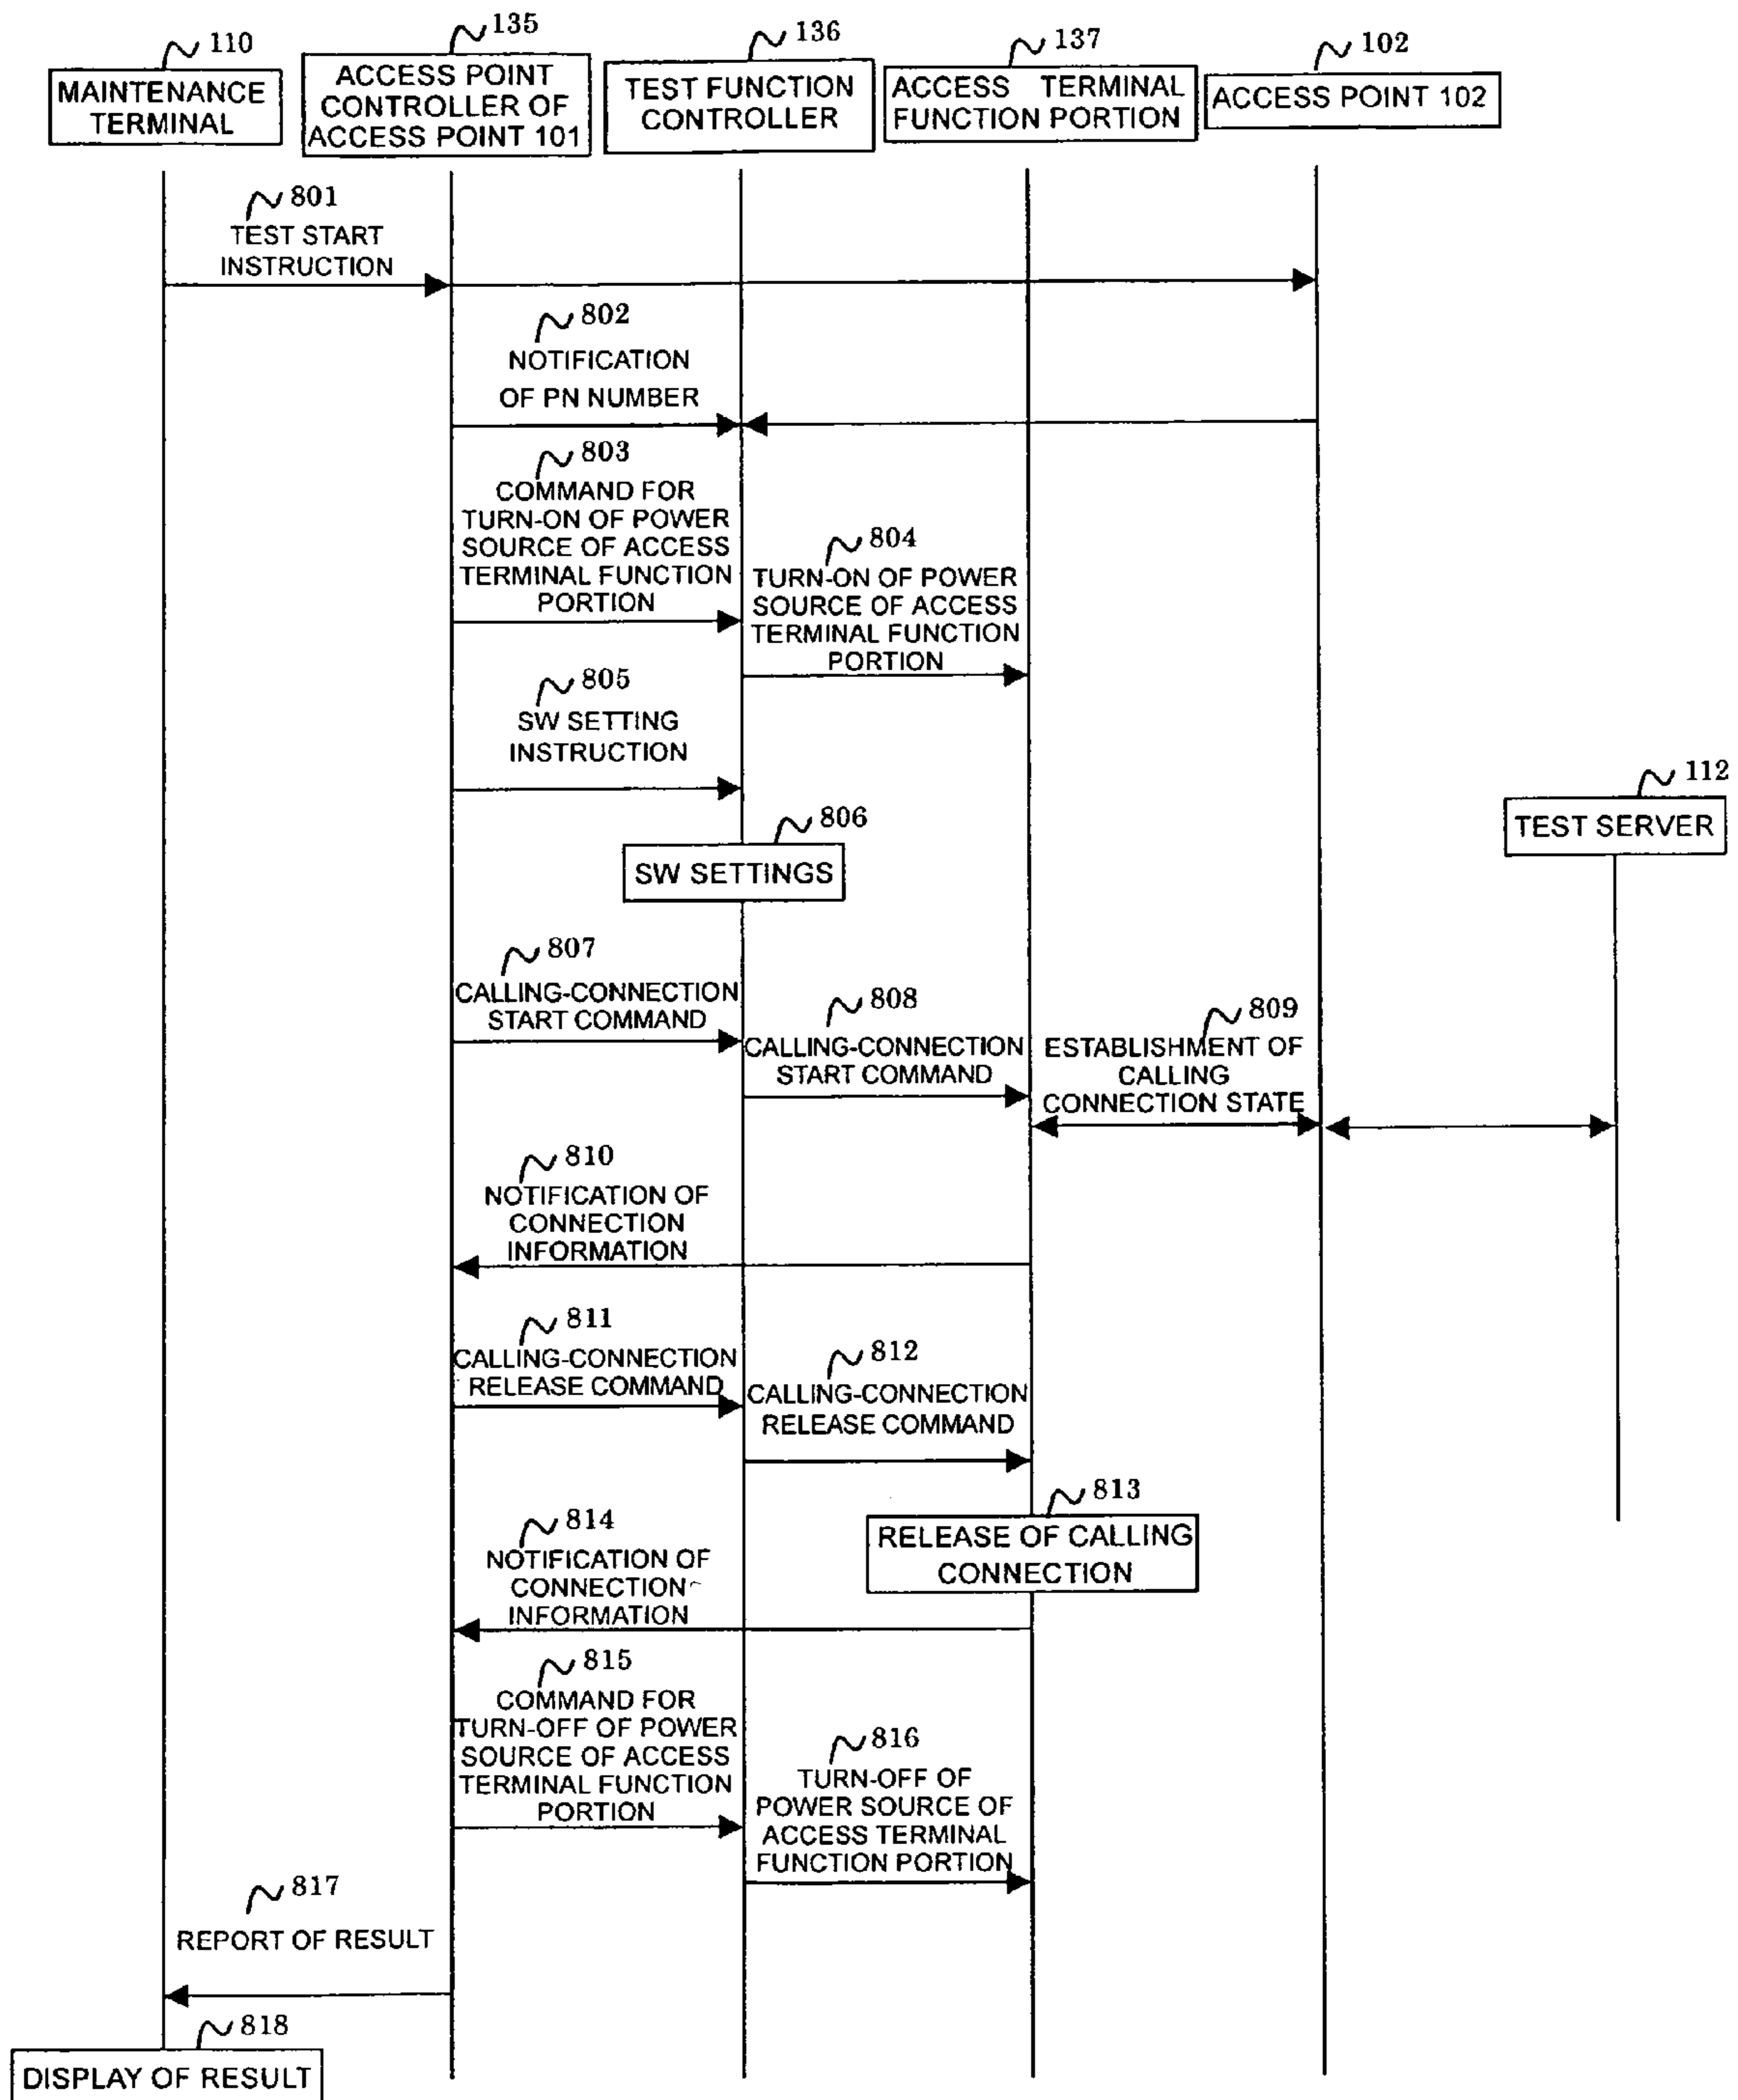 110
MAINTENANCE
TERMINAL
135
ACCESS POINT
CONTROLLER OF
ACCESS POINT 101
136
TEST FUNCTION
CONTROLLER
137
ACCESS TERMINAL
FUNCTION PORTION
102
ACCESS POINT 102
801
TEST START
INSTRUCTION
802
NOTIFICATION
OF PN NUMBER
803
COMMAND FOR
TURN-ON OF POWER
SOURCE OF ACCESS
TERMINAL FUNCTION
PORTION
804
TURN-ON OF POWER
SOURCE OF ACCESS
TERMINAL FUNCTION
PORTION
805
SW SETTING
INSTRUCTION
112
TEST SERVER
806
SW SETTINGS
807
CALLING-CONNECTION
START COMMAND
808
CALLING-CONNECTION
START COMMAND
809
ESTABLISHMENT OF
CALLING
CONNECTION STATE
810
NOTIFICATION OF
CONNECTION
INFORMATION
811
CALLING-CONNECTION
RELEASE COMMAND
812
CALLING-CONNECTION
RELEASE COMMAND
813
RELEASE OF CALLING
CONNECTION
814
NOTIFICATION OF
CONNECTION
INFORMATION
815
COMMAND FOR
TURN-OFF OF POWER
SOURCE OF ACCESS
TERMINAL FUNCTION
PORTION
816
TURN-OFF OF
POWER SOURCE OF
ACCESS TERMINAL
FUNCTION PORTION
817
REPORT OF RESULT
818
DISPLAY OF RESULT